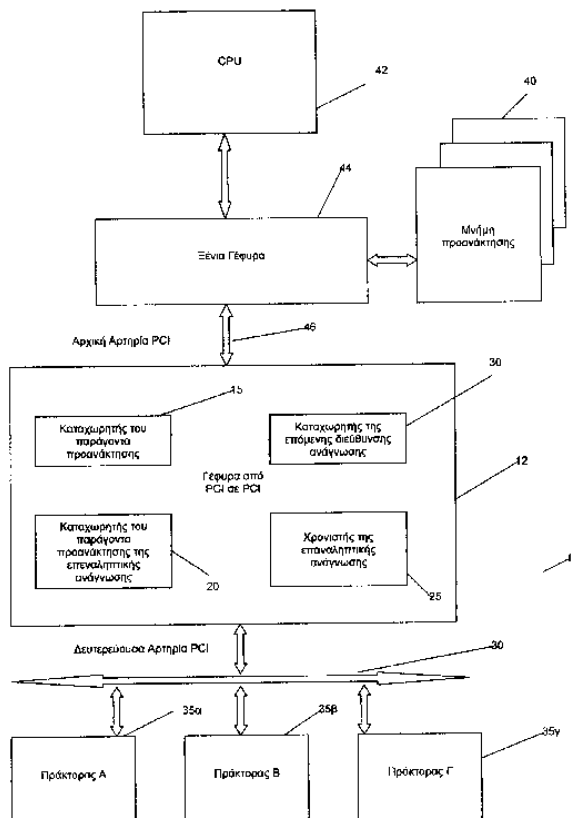 CPU
42
40
44
Ξένια Γέφυρα
Μνήμη
προανάκτησης
46
Αρχική Αρτηρία PCI
15
30
Καταχωρητής του
παράγοντα
προανάκτησης
Καταχωρητής της
επόμενης διεύθυνσης
ανάγνωσης
Γέφυρα από
PCI σε PCI
12
Καταχωρητής του
παράγοντα
προανάκτησης της
επεναληπτικής
ανάγνωσης
20
Χρονιστής της
επαναληπτικής
ανάγνωσης
25
Δευτερεύουσα Αρτηρία PCI
30
35α
35β
35γ
Πράκτορας Α
Πράκτορας Β
Πράκτορας Γ